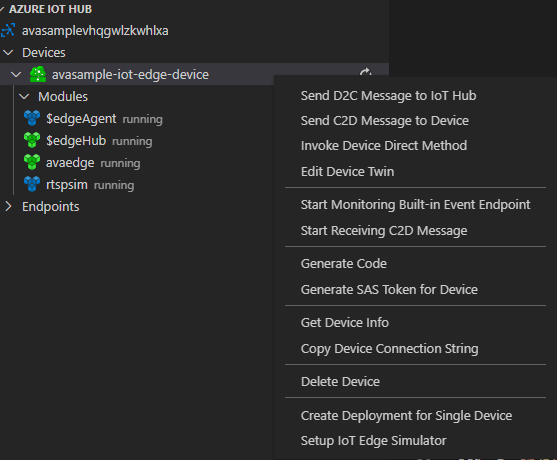 AZURE IOT HUB
avasamplevhqgwlzkwhlxa
Devices
avasample-iot-edge-device
Modules
$edgeAgent running
$edgeHub running
avaedge running
rtspsim running
Endpoints
Send D2C Message to IoT Hub
Send C2D Message to Device
Invoke Device Direct Method
Edit Device Twin
Start Monitoring Built-in Event Endpoint
Start Receiving C2D Message
Generate Code
Generate SAS Token for Device
Get Device Info
Copy Device Connection String
Delete Device
Create Deployment for Single Device
Setup IoT Edge Simulator